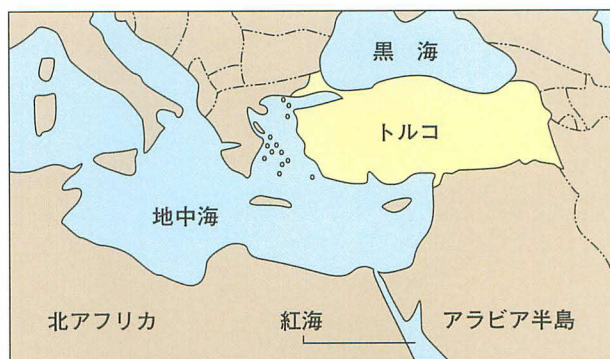 黒 海
トルコ
地中海
北アフリカ
紅海
アラビア半島